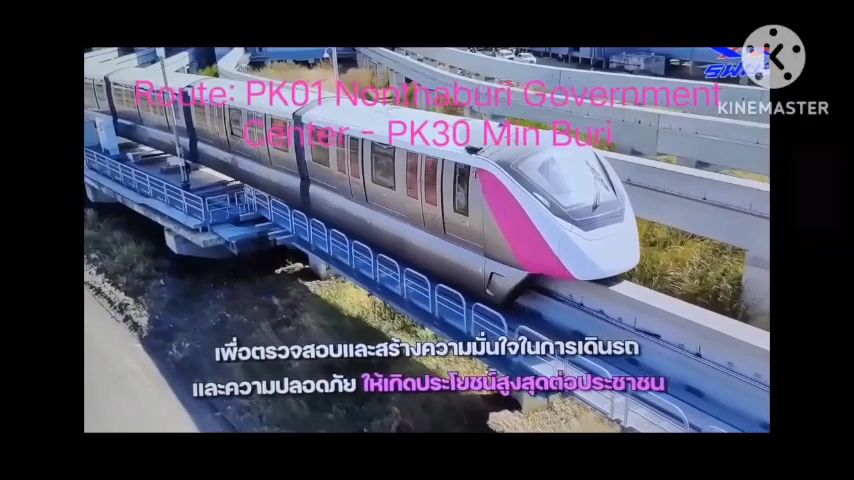 รฟม
KINEMASTER
Route: PK01 Nonthaburi Government
Center - PK30 Min Buri
เพื่อตรวจสอบและสร้างความมั่นใจในการเดินรถ
และความปลอดภัย ให้เกิดประโยชน์สูงสุดต่อประชาชน